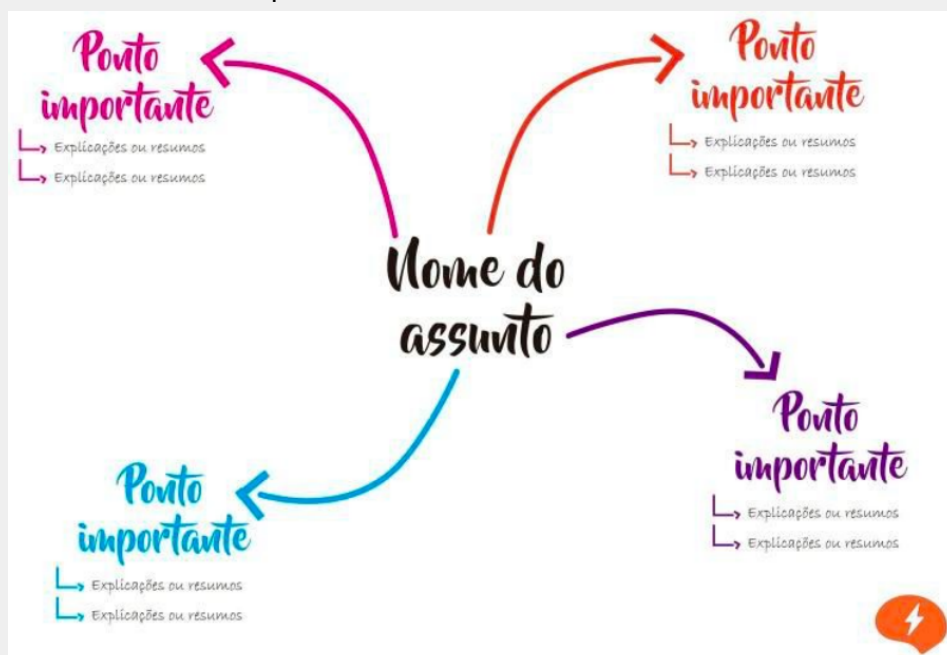 Ponto
importante
Explicações ou resumos
Explicações ou resumos
Ponto
importante
Explicações ou resumos
Explicações ou resumos
Nome do
assunto
Ponto
importante
Explicações ou resumos
Explicações ou resumos
Ponto
importante
Explicações ou resumos
Explicações ou resumos